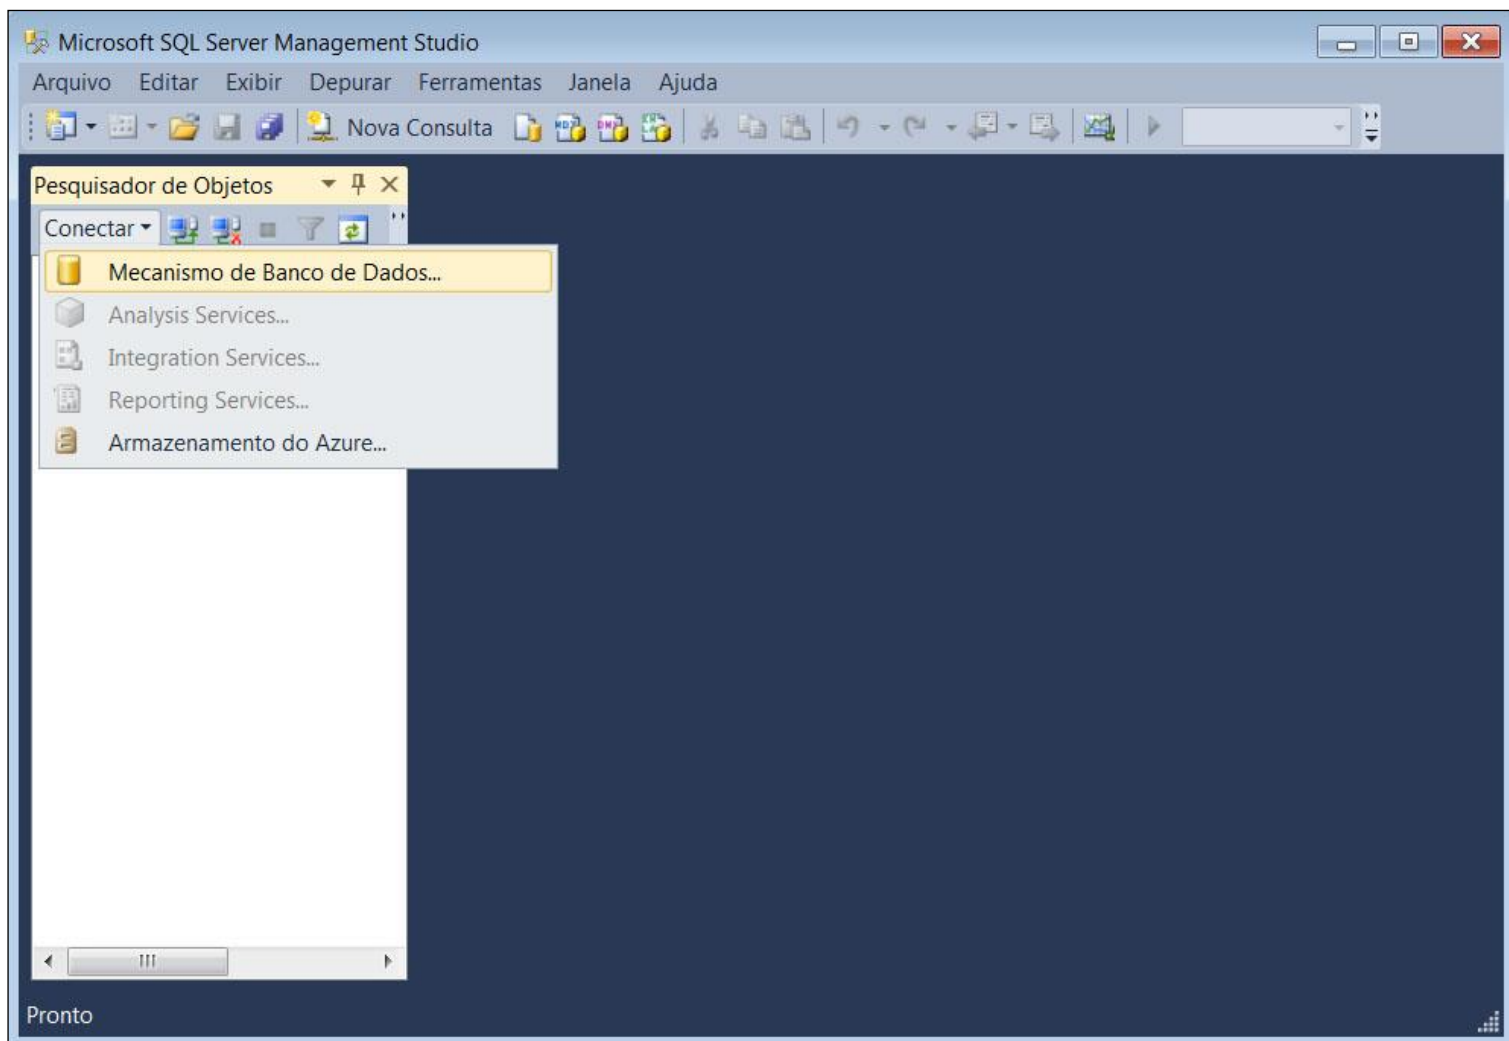 Microsoft SQL Server Management Studio
Arquivo Editar Exibir Depurar Ferramentas Janela Ajuda
Nova Consulta
Pesquisador de Objetos
Conectar
Mecanismo de Banco de Dados...
Analysis Services...
Integration Services...
Reporting Services...
Armazenamento do Azure...
Pronto